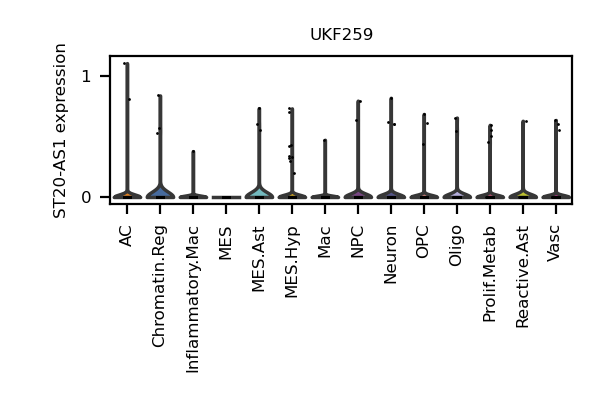 UKF259
ST20-AS1 expression
1
0
AC
Chromatin.Reg
Inflammatory.Mac
MES
MES.Ast
MES.Hyp
Mac
NPC
Neuron
OPC
Oligo
Prolif.Metab
Reactive.Ast
Vasc